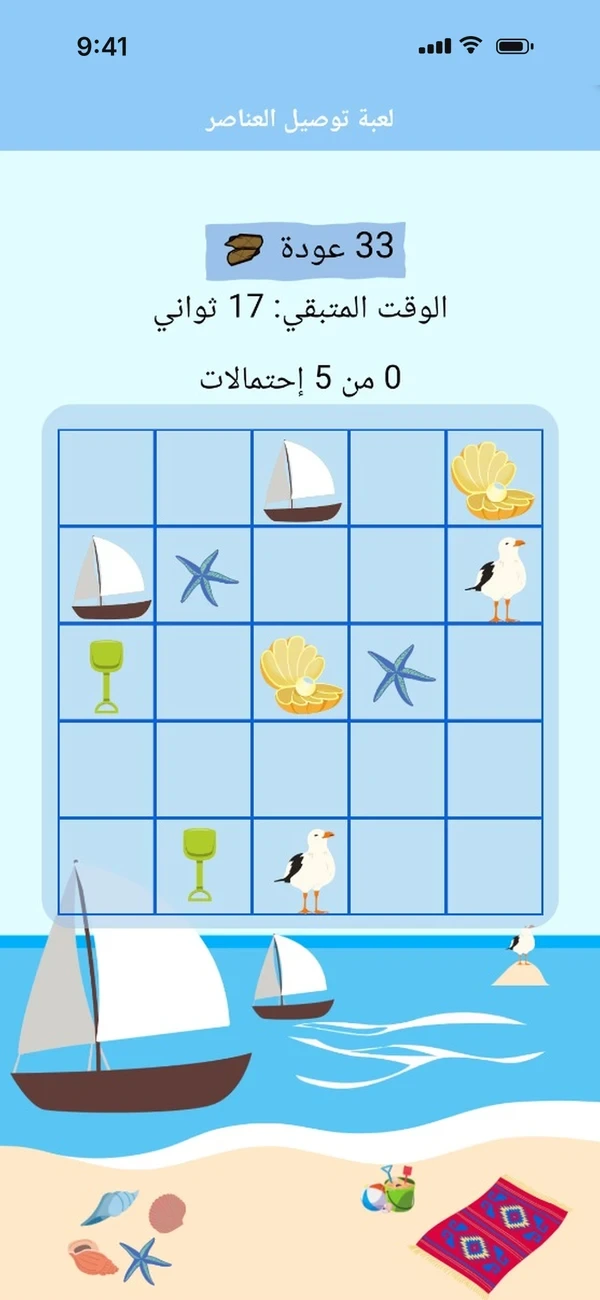 9:41
لعبة توصيل العناصر
33 عودة
الوقت المتبقي: 17 ثواني
0 من 5 إحتمالات